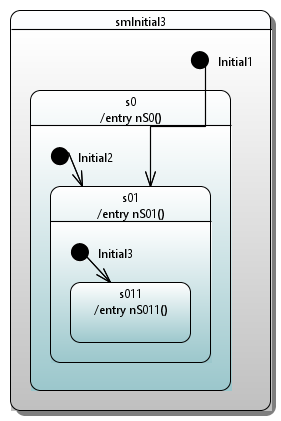 smInitial3
Initial1
s0
/entry nS0()
Initial2
s01
/entry nS01()
Initial3
s011
/entry nS011()